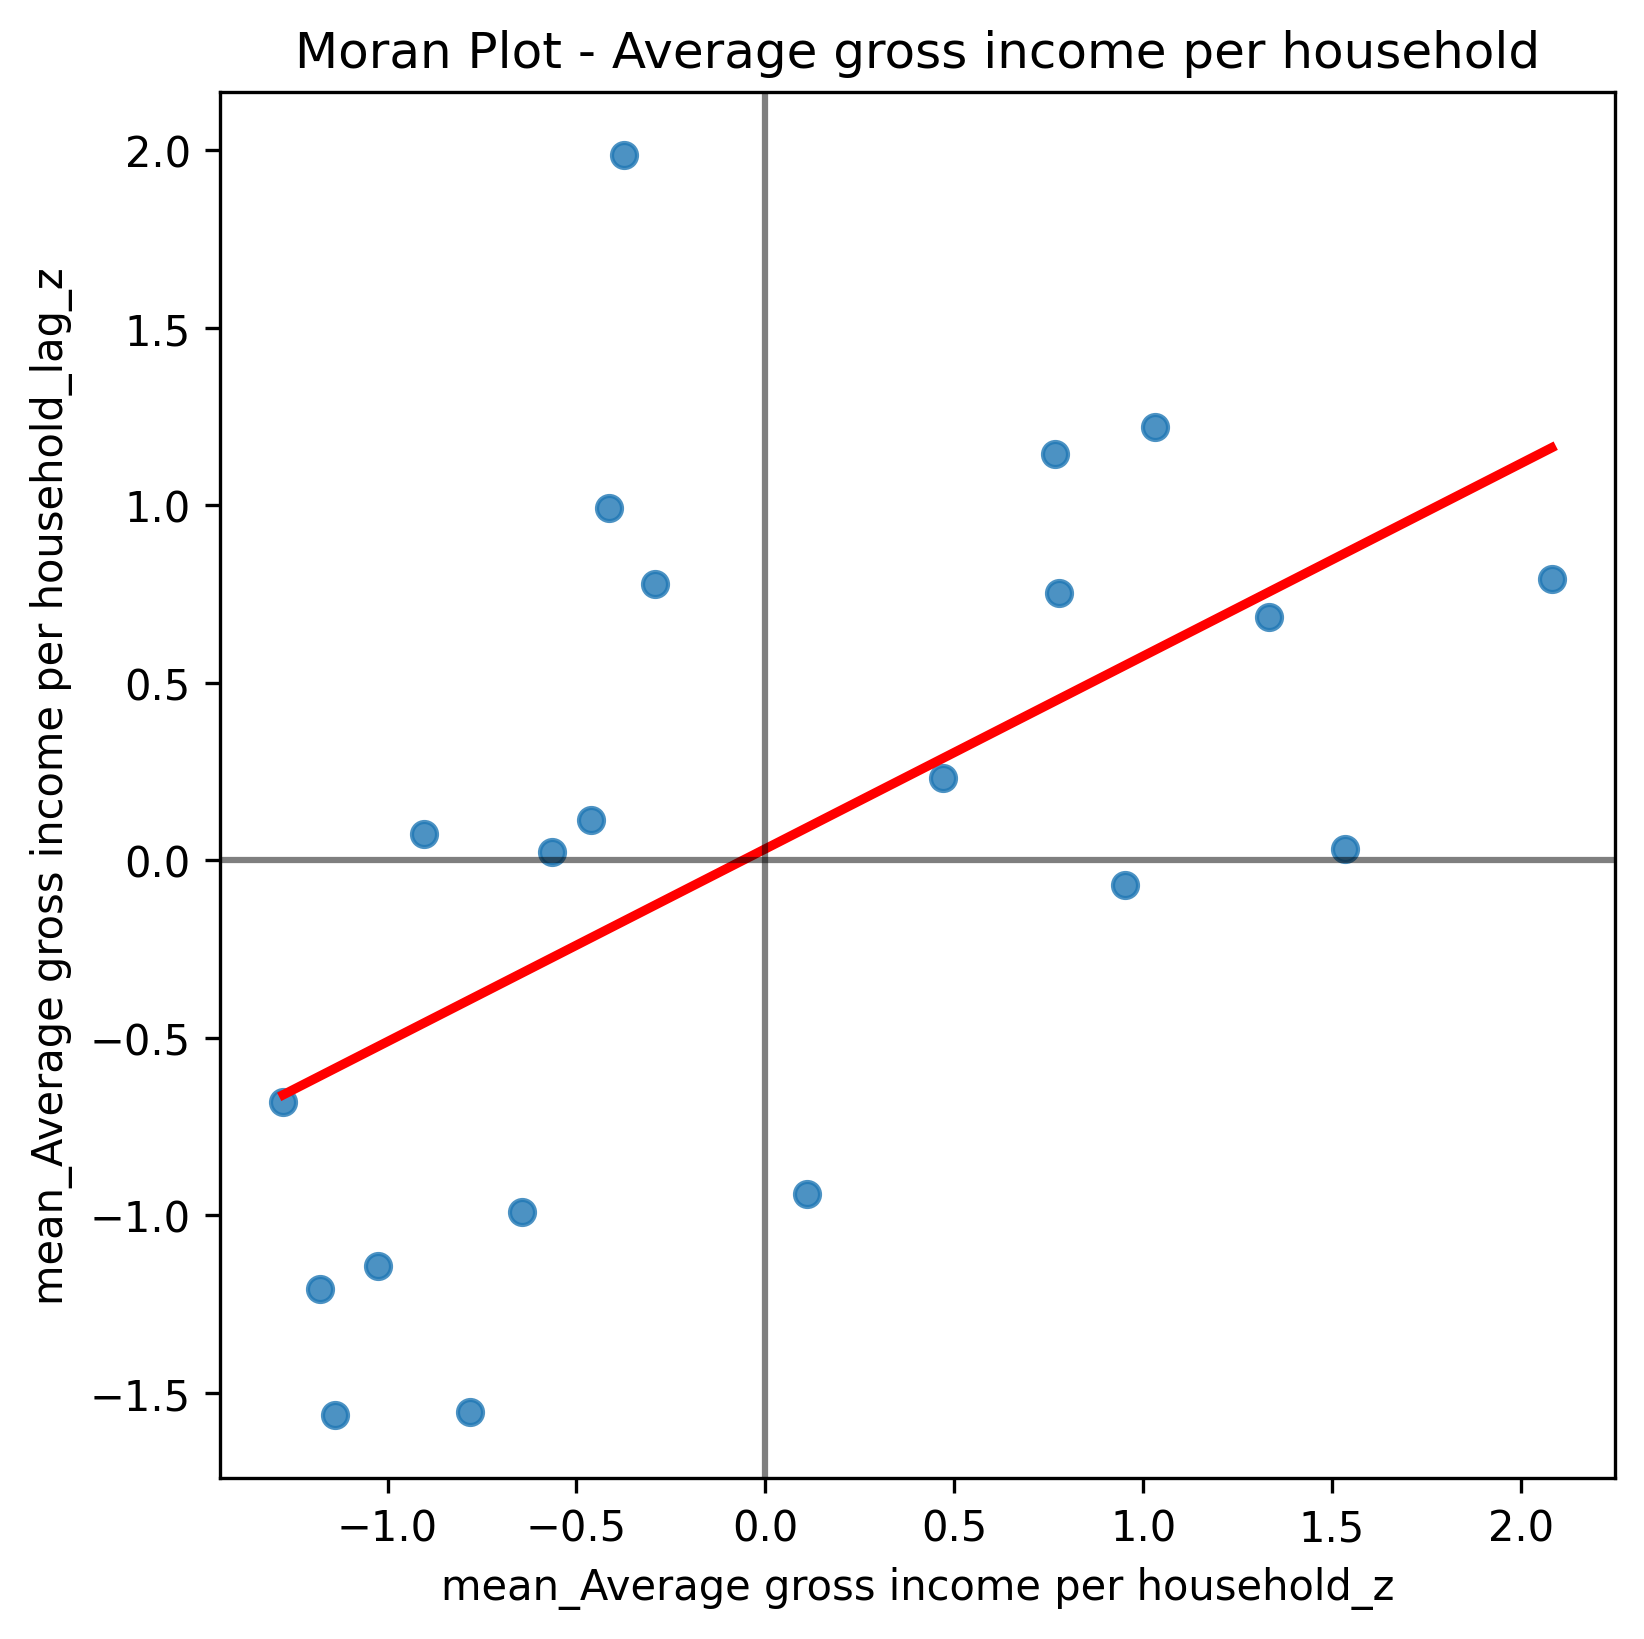 Moran Plot - Average gross income per household
mean_Average gross income per household_lag_z
2.0
1.5
1.0
0.5
0.0
−0.5
−1.0
−1.5
−1.0 −0.5 0.0 0.5 1.0 1.5 2.0
mean_Average gross income per household_z